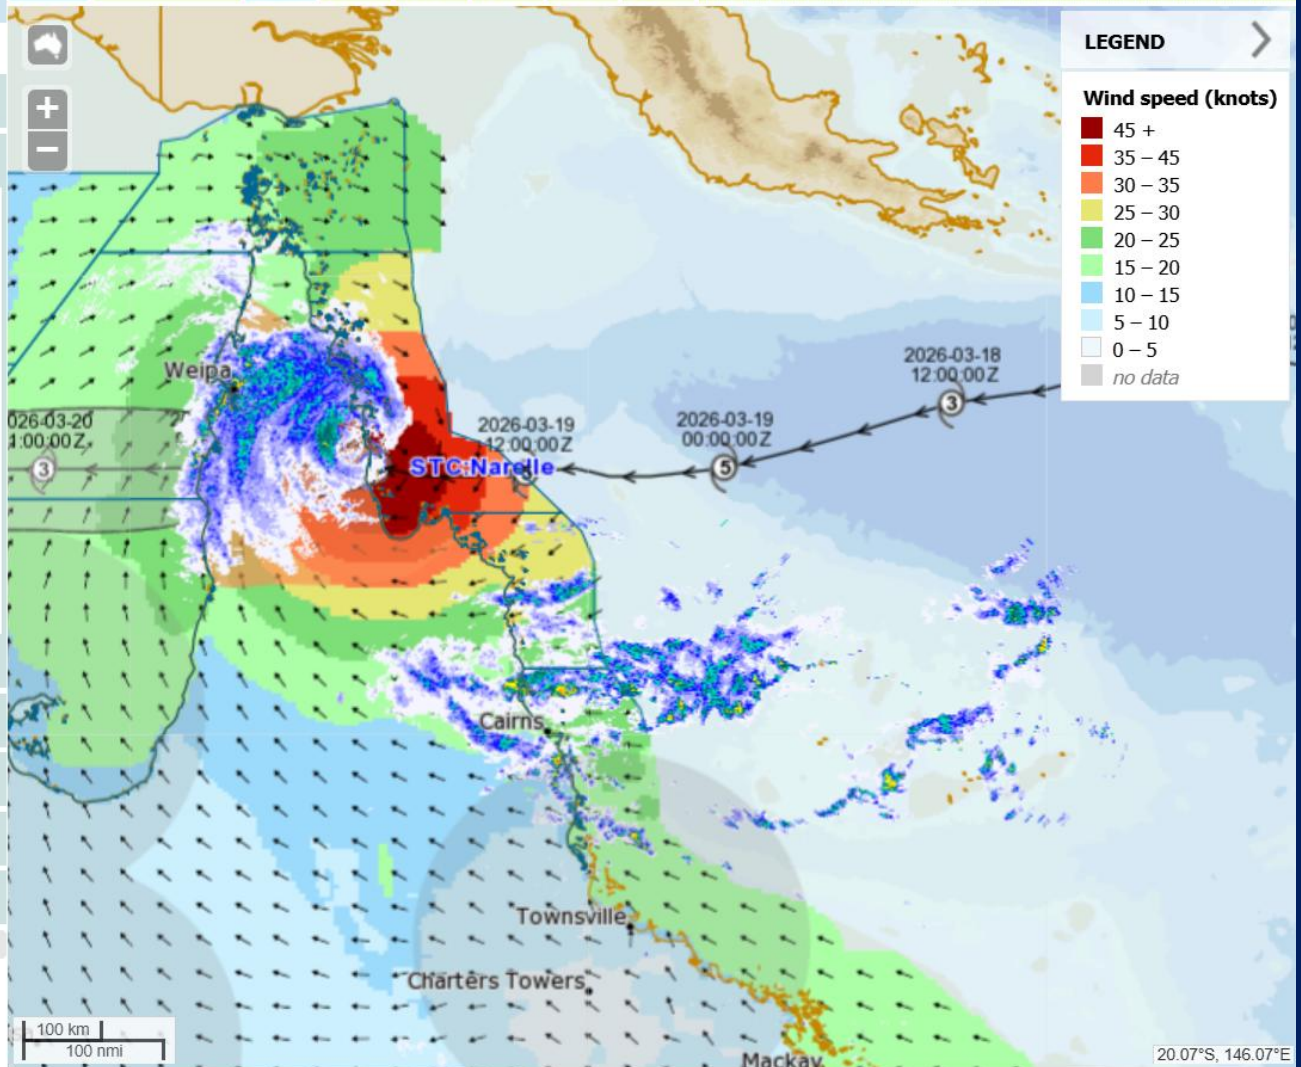 LEGEND
Wind speed (knots)
45 +
35 – 45
30 – 35
25 – 30
20 – 25
15 – 20
10 – 15
5 – 10
0 – 5
no data
+
−
2026-03-18
12:00:00Z
3
2026-03-19
00:00:00Z
5
2026-03-19
12:00:00Z
STC Narelle
Weipa
026-03-20
1:00:00Z
3
Cairns
Townsville
Charters Towers
Mackay
100 km
100 nmi
20.07°S, 146.07°E